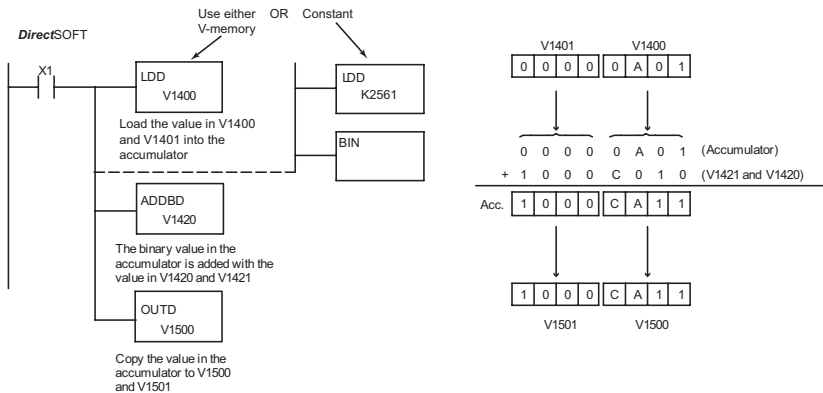 Use either OR Constant
V-memory
DirectSOFT
X1
LDD
V1400
Load the value in V1400
and V1401 into the
accumulator
LDD
K2561
BIN
ADDBD
V1420
The binary value in the
accumulator is added with the
value in V1420 and V1421
OUTD
V1500
Copy the value in the
accumulator to V1500
and V1501
V1401 V1400
0 0 0 0 0 A 0 1
0 0 0 0 0 A 0 1 (Accumulator)
+ 1 0 0 0 C 0 1 0 (V1421 and V1420)
Acc. 1 0 0 0 C A 1 1
1 0 0 0 C A 1 1
V1501 V1500